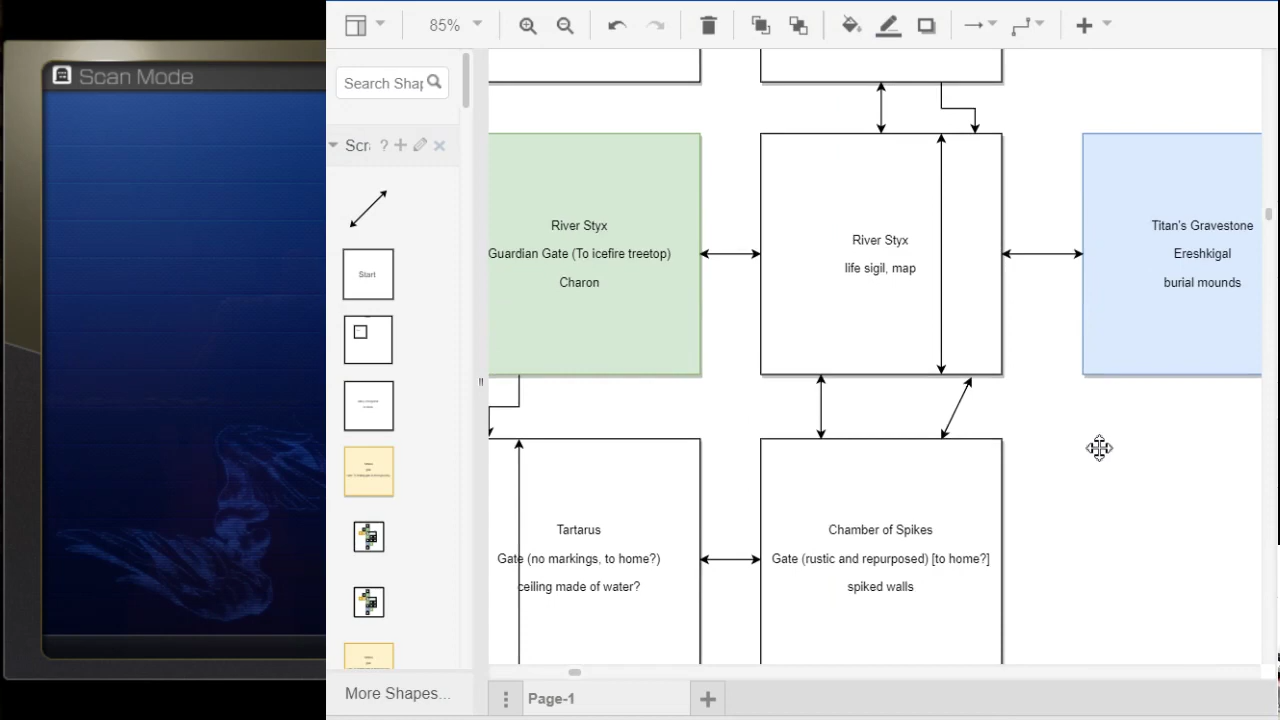 Scan Mode
85%
Search Shap
Scr
?
Start
River Styx
Guardian Gate (To icefire treetop)
Charon
River Styx
life sigil, map
Titan's Gravestone
Ereshkigal
burial mounds
Tartarus
Gate (no markings, to home?)
ceiling made of water?
Chamber of Spikes
Gate (rustic and repurposed) [to home?]
spiked walls
More Shapes...
Page-1